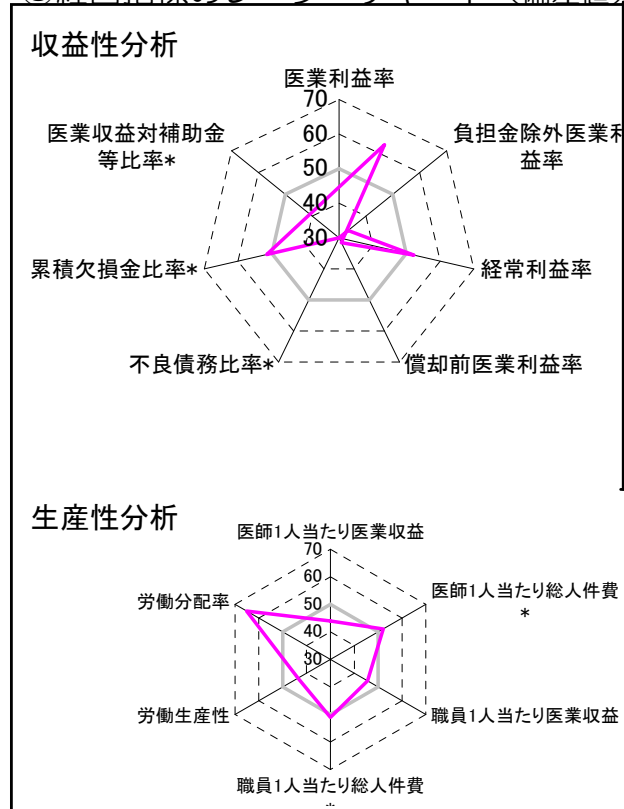 収益性分析
医業利益率
70
60
50
40
30
負担金除外医業利
益率
経常利益率
償却前医業利益率
不良債務比率*
累積欠損金比率*
医業収益対補助金
等比率*
生産性分析
医師1人当たり医業収益
70
60
50
40
30
医師1人当たり総人件費
*
職員1人当たり医業収益
職員1人当たり総人件費
*
労働生産性
労働分配率